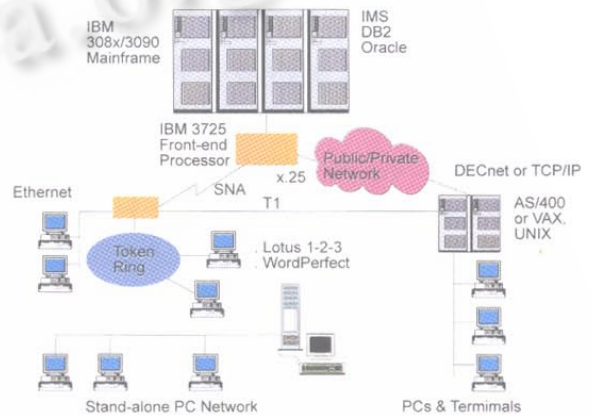 IBM
308x/3090
Mainframe
IMS
DB2
Oracle
IBM 3725
Front-end
Processor
Public/Private
Network
x.25
SNA
T1
DECnet or TCP/IP
Ethernet
AS/400
or VAX.
UNIX
Token
Ring
. Lotus 1-2-3
. WordPerfect
Stand-alone PC Network
PCs & Termimals